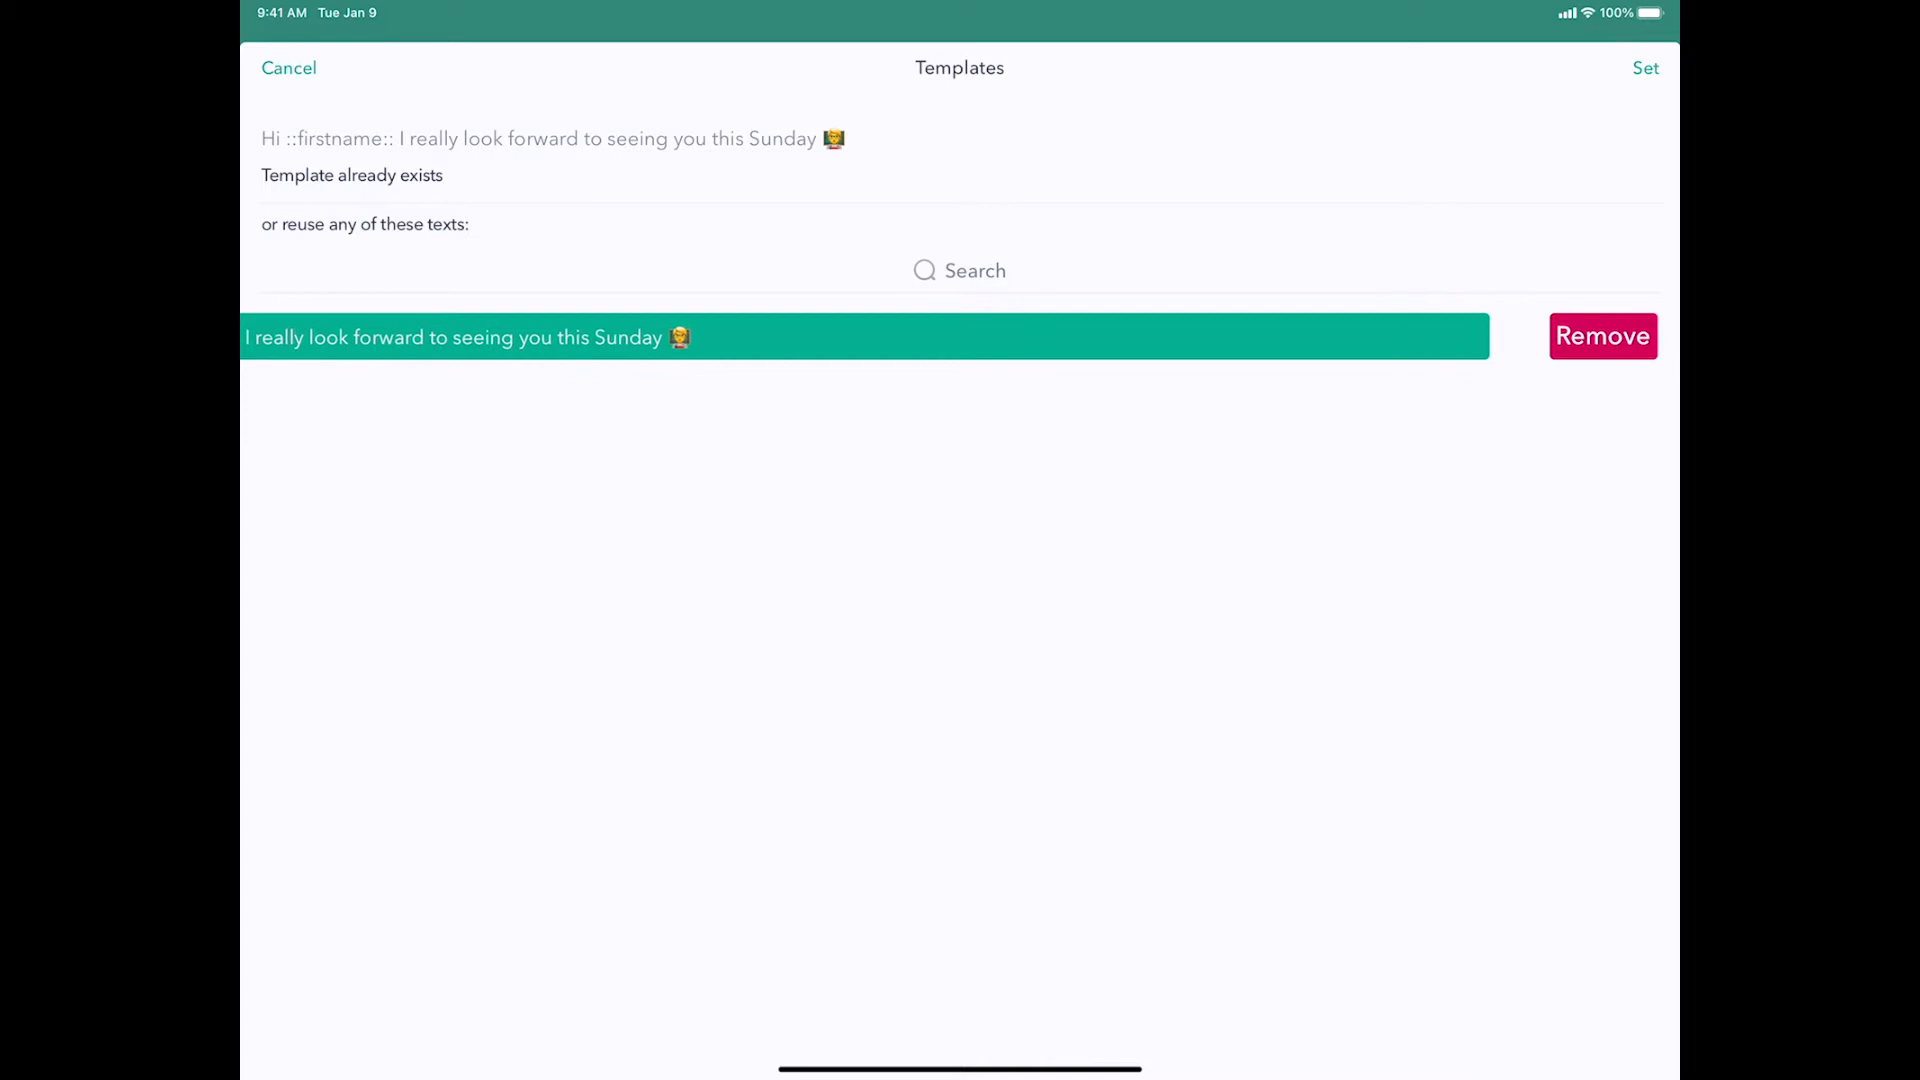 9:41 AM Tue Jan 9 100%
Cancel Templates Set
Hi ::firstname:: I really look forward to seeing you this Sunday 👨‍🏫
Template already exists
or reuse any of these texts:
Search
I really look forward to seeing you this Sunday 👨‍🏫 Remove